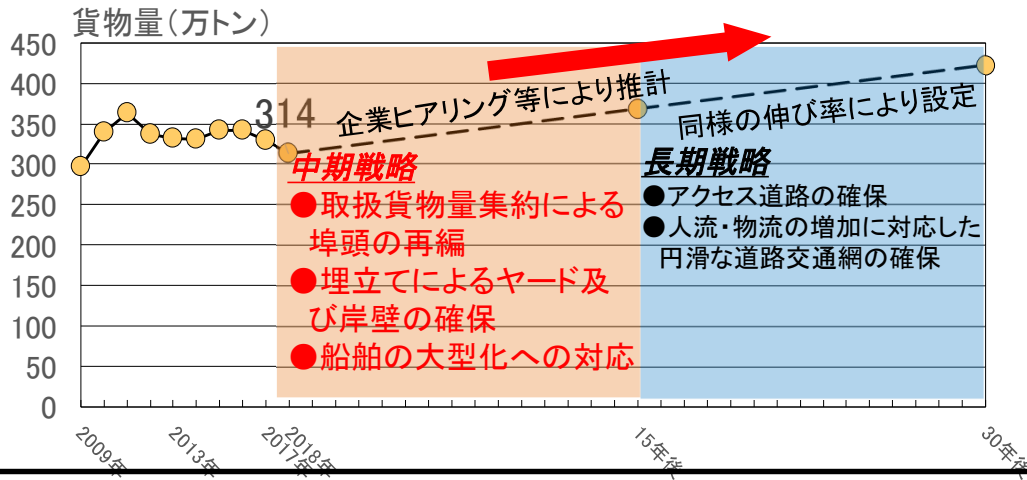 貨物量(万トン)
450
400
350
300
250
200
150
100
50
0
314
企業ヒアリング等により推計
同様の伸び率により設定
中期戦略
●取扱貨物量集約による
埠頭の再編
●埋立てによるヤード及
び岸壁の確保
●船舶の大型化への対応
長期戦略
●アクセス道路の確保
●人流・物流の増加に対応した
円滑な道路交通網の確保
2009年
2013年
2017年
2018年
15年後
30年後